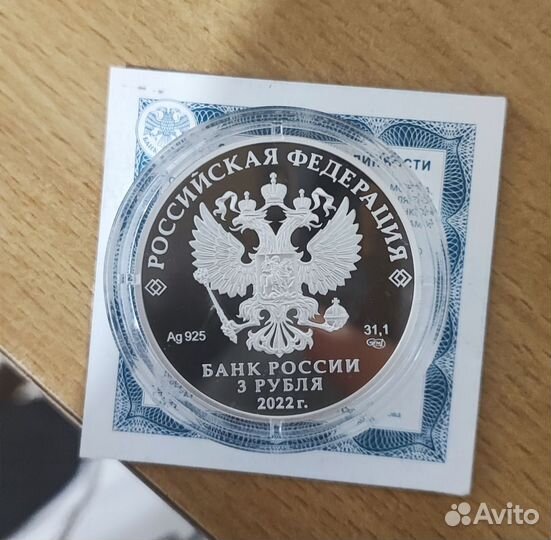 РОССИЙСКАЯ ФЕДЕРАЦИЯ
Ag 925
31,1
БАНК РОССИИ
3 РУБЛЯ
2022 г.
Avito